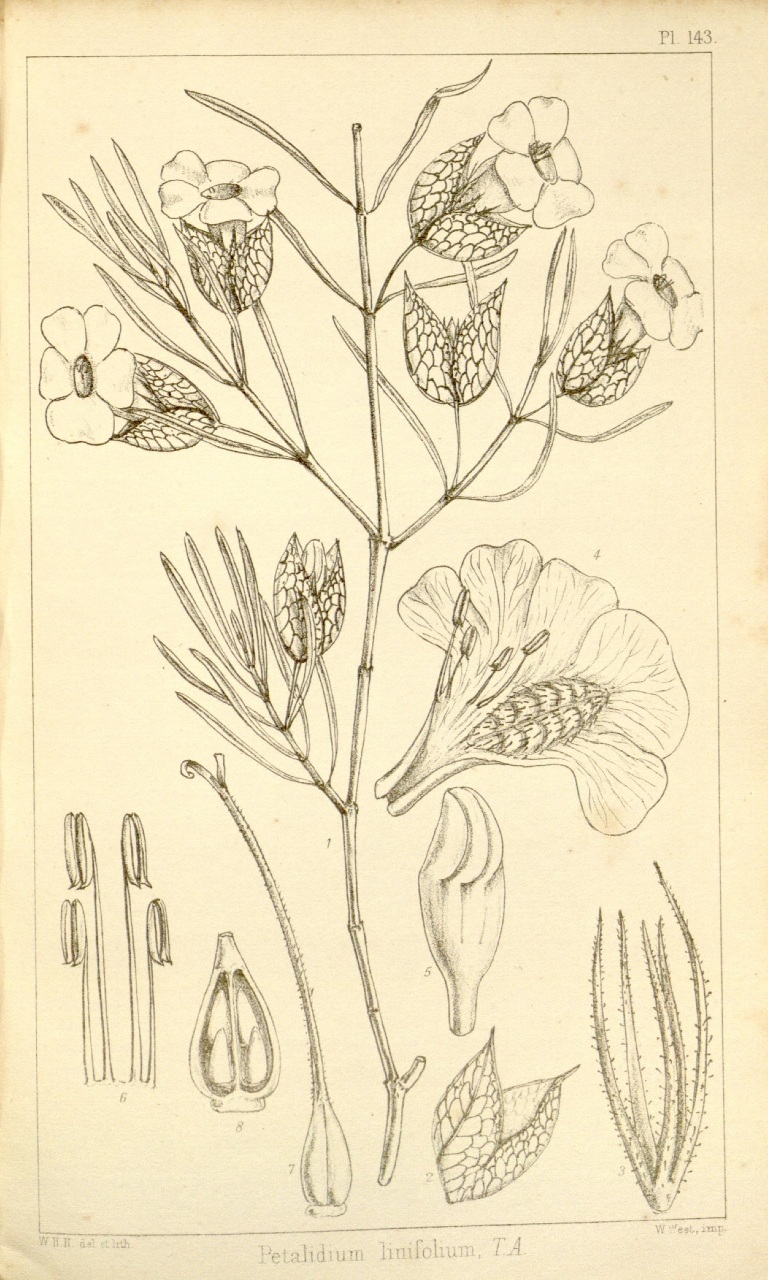 Pl. 143.
4
1
5
6
8
7
2
3
W.H.F. del et lith.
W. West, imp.
Petalidium linifolium, T.A.